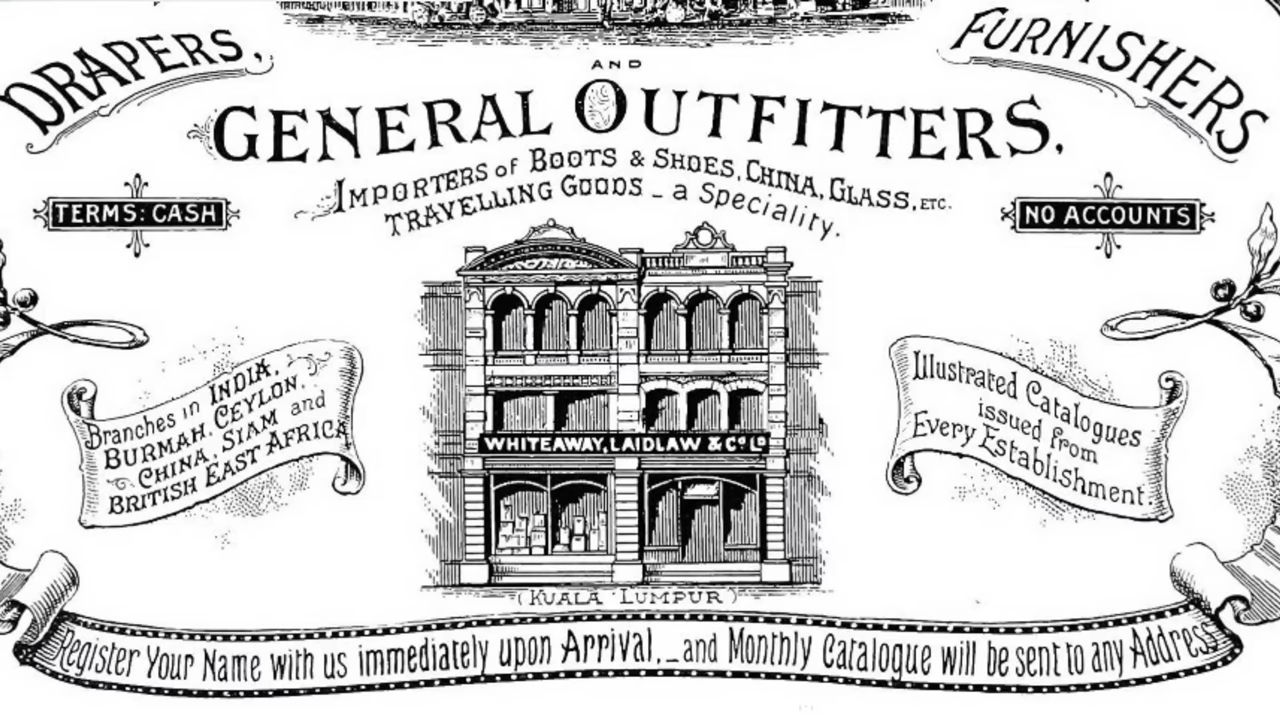 DRAPERS,
FURNISHERS
AND
GENERAL OUTFITTERS.
IMPORTERS of BOOTS & SHOES, CHINA, GLASS, ETC.
TRAVELLING GOODS _ a Speciality.
TERMS: CASH
NO ACCOUNTS
Branches in INDIA,
BURMAH, CEYLON,
CHINA, SIAM and
BRITISH EAST AFRICA
Illustrated Catalogues
issued from
Every Establishment
WHITEAWAY, LAIDLAW & Cº Lº
(KUALA LUMPUR)
Register Your Name with us immediately upon Arrival, _ and Monthly Catalogue will be sent to any Address